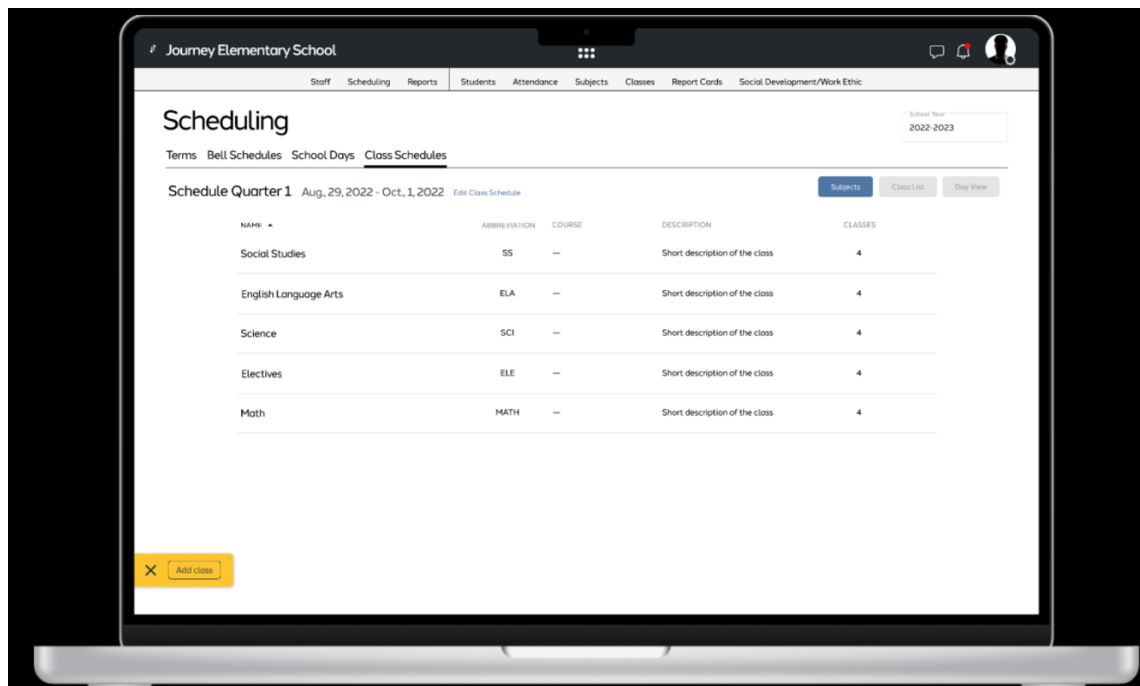 Journey Elementary School
Staff Scheduling Reports Students Attendance Subjects Classes Report Cards Social Development/Work Ethic
Scheduling
School Year
2022-2023
Terms Bell Schedules School Days Class Schedules
Schedule Quarter 1 Aug, 29, 2022 - Oct., 1, 2022 Edit Class Schedule
Subjects Class List Day View
NAME ABBREVIATION COURSE DESCRIPTION CLASSES
Social Studies SS — Short description of the class 4
English Language Arts ELA — Short description of the class 4
Science SCI — Short description of the class 4
Electives ELE — Short description of the class 4
Math MATH — Short description of the class 4
Add class